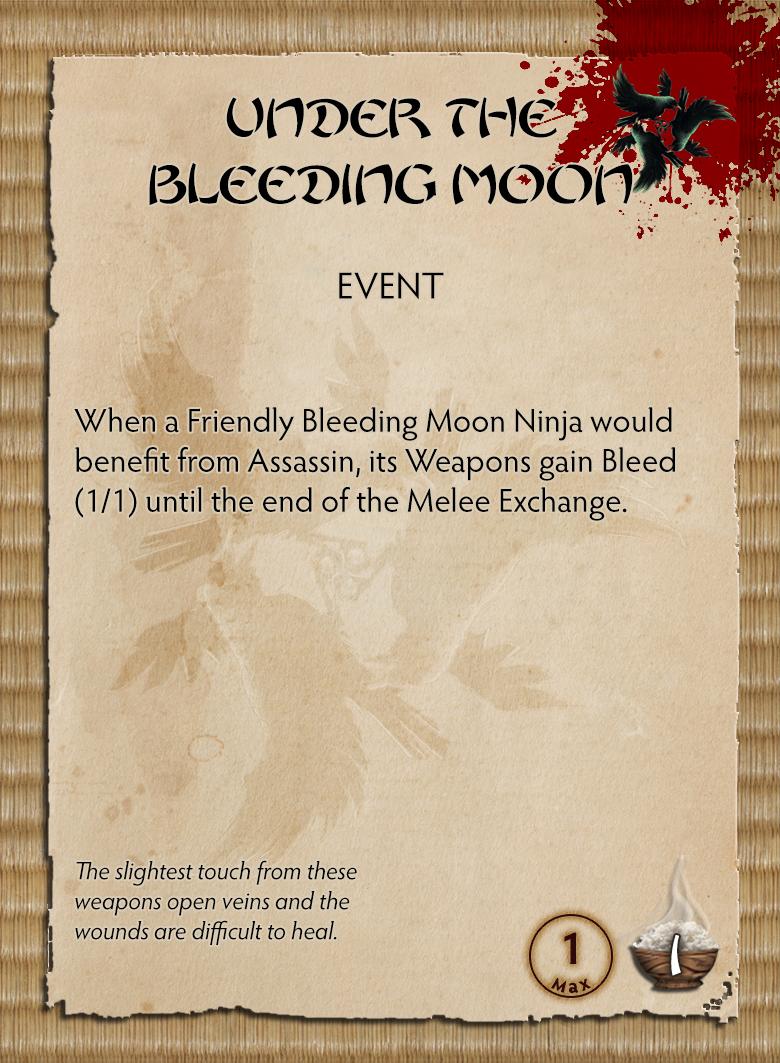 UNDER THE
BLEEDING MOON
EVENT
When a Friendly Bleeding Moon Ninja would
benefit from Assassin, its Weapons gain Bleed
(1/1) until the end of the Melee Exchange.
The slightest touch from these
weapons open veins and the
wounds are difficult to heal.
1
Max
1